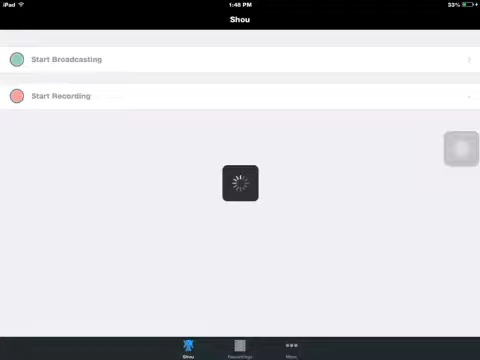 iPad 1:48 PM 33%
Shou
Start Broadcasting
Start Recording
Shou Recordings More